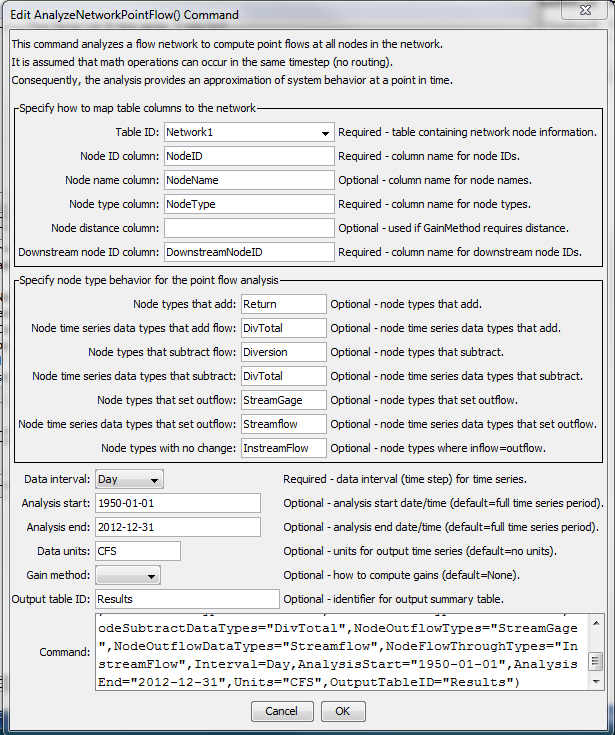 Edit AnalyzeNetworkPointFlow() Command
This command analyzes a flow network to compute point flows at all nodes in the network.
It is assumed that math operations can occur in the same timestep (no routing).
Consequently, the analysis provides an approximation of system behavior at a point in time.
Specify how to map table columns to the network
Table ID: Network1 Required - table containing network node information.
Node ID column: NodeID Required - column name for node IDs.
Node name column: NodeName Optional - column name for node names.
Node type column: NodeType Required - column name for node types.
Node distance column: Optional - used if GainMethod requires distance.
Downstream node ID column: DownstreamNodeID Required - column name for downstream node IDs.
Specify node type behavior for the point flow analysis
Node types that add: Return Optional - node types that add.
Node time series data types that add flow: DivTotal Optional - node time series data types that add.
Node types that subtract flow: Diversion Optional - node types that subtract.
Node time series data types that subtract: DivTotal Optional - node time series data types that subtract.
Node types that set outflow: StreamGage Optional - node types that set outflow.
Node time series data types that set outflow: Streamflow Optional - node time series data types that set outflow.
Node types with no change: InstreamFlow Optional - node types where inflow=outflow.
Data interval: Day Required - data interval (time step) for time series.
Analysis start: 1950-01-01 Optional - analysis start date/time (default=full time series period).
Analysis end: 2012-12-31 Optional - analysis end date/time (default=full time series period).
Data units: CFS Optional - units for output time series (default=no units).
Gain method: Optional - how to compute gains (default=None).
Output table ID: Results Optional - identifier for output summary table.
Command:
odeSubtractDataTypes="DivTotal",NodeOutflowTypes="StreamGage
",NodeOutflowDataTypes="Streamflow",NodeFlowThroughTypes="In
streamFlow",Interval=Day,AnalysisStart="1950-01-01",Analysis
End="2012-12-31",Units="CFS",OutputTableID="Results")
Cancel OK